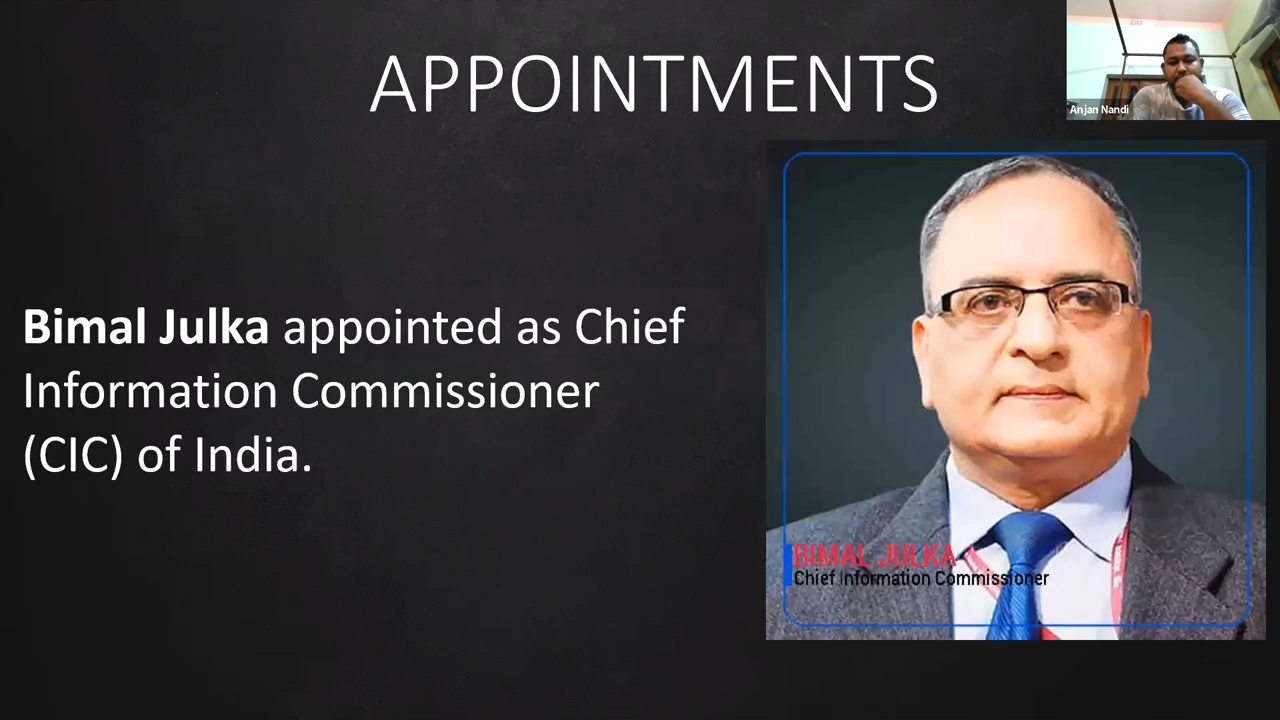 APPOINTMENTS
Anjan Nandi
Bimal Julka appointed as Chief
Information Commissioner
(CIC) of India.
BIMAL JULKA
Chief Information Commissioner